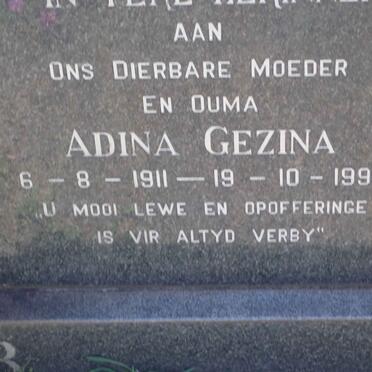 AAN
ONS DIERBARE MOEDER
EN OUMA
ADINA GEZINA
6 - 8 - 1911 - 19 - 10 - 199
„U MOOI LEWE EN OPOFFERINGE
IS VIR ALTYD VERBY"